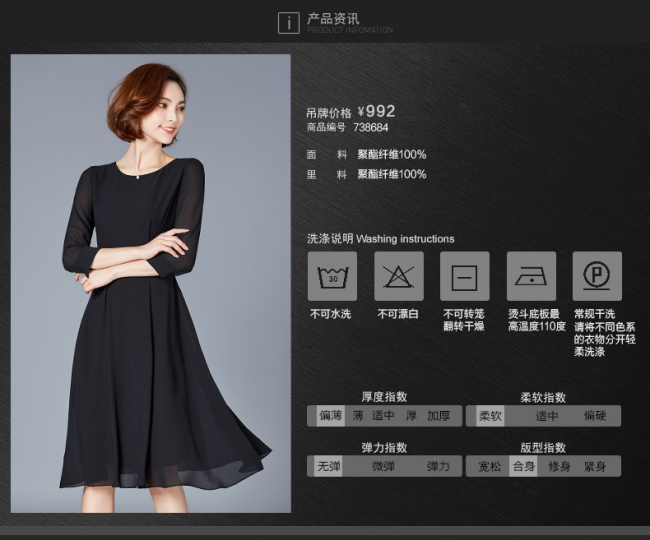 i 产品资讯
PRODUCT INFOMATION
吊牌价格 ¥992
商品编号 738684
面 料 聚酯纤维100%
里 料 聚酯纤维100%
洗涤说明 Washing instructions
30
P
不可水洗
不可漂白
不可转笼
翻转干燥
烫斗底板最
高温度110度
常规干洗
请将不同色系
的衣物分开轻
柔洗涤
厚度指数
偏薄 薄 适中 厚 加厚
柔软指数
柔软 适中 偏硬
弹力指数
无弹 微弹 弹力
版型指数
宽松 合身 修身 紧身